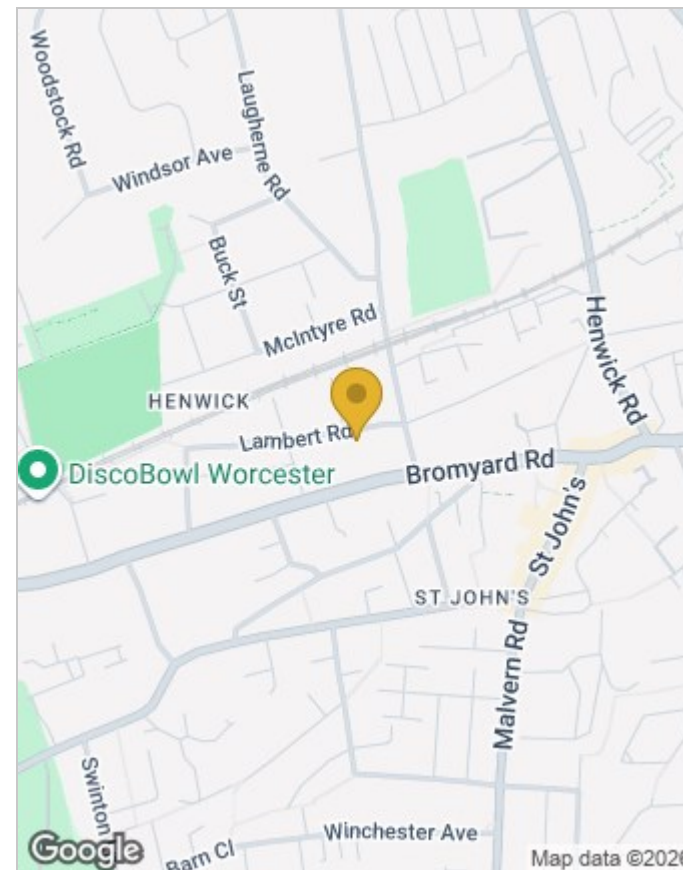 Woodstock Rd
Laugherne Rd
Windsor Ave
Buck St
McIntyre Rd
Henwick Rd
HENWICK
Lambert Rd
DiscoBowl Worcester
Bromyard Rd
St John's
ST JOHN'S
Malvern Rd
Swinton
Barn Cl
Winchester Ave
Google
Map data ©2026